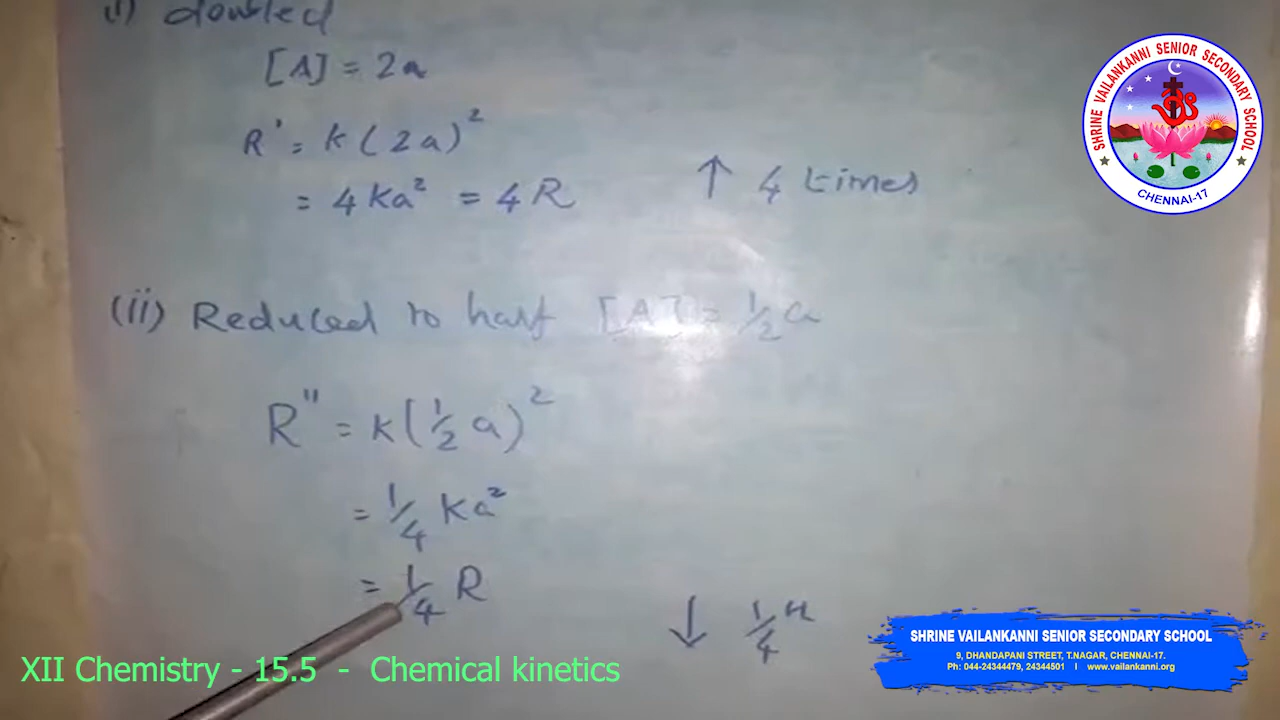 (i) doubled
[A] = 2a
R' = k (2a)²
= 4 Ka² = 4 R
↑ 4 times
(ii) Reduced to half [A] = 1/2 a
R" = k (1/2 a)²
= 1/4 Ka²
= 1/4 R
↓ 1/4
SHRINE VAILANKANNI SENIOR SECONDARY SCHOOL
CHENNAI-17
XII Chemistry - 15.5 - Chemical kinetics
SHRINE VAILANKANNI SENIOR SECONDARY SCHOOL
9, DHANDAPANI STREET, T.NAGAR, CHENNAI-17.
Ph: 044-24344479, 24344501 I www.vailankanni.org